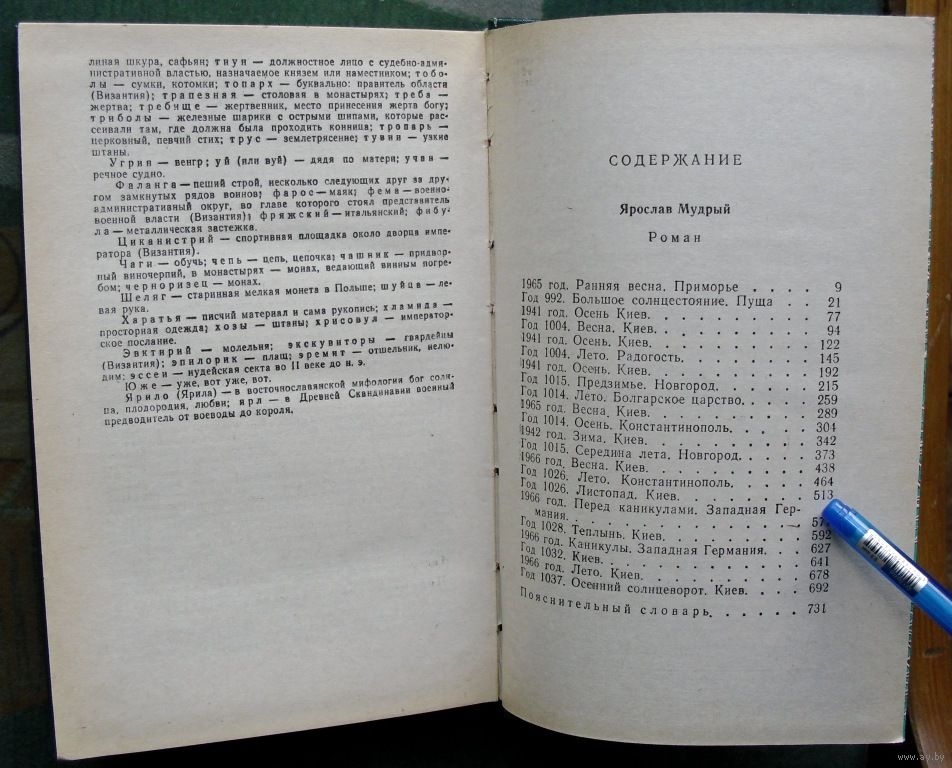 линая шкура, сафьян; тиун — должностное лицо с судебно-адми-
нистративной властью, назначаемое князем или наместником; тобо-
лы — сумки, котомки; топарх — буквально: правитель области
(Византия); трапезная — столовая в монастырях; треба —
жертва; требище — жертвенник, место принесения жертв богу;
триболы — железные шарики с острыми шипами, которые рас-
сеивали там, где должна была проходить конница; тропарь —
церковный, певчий стих; трус — землетрясение; тувии — узкие
штаны.
Угрин — венгр; уй (или вуй) — дядя по матери; учан —
речное судно.
Фаланга — пеший строй, несколько следующих друг за дру-
гом замкнутых рядов воинов; фарос — маяк; фема — военно-
административный округ, во главе которого стоял представитель
военной власти (Византия); фряжский — итальянский; фибу-
ла — металлическая застежка.
Циканистрий — спортивная площадка около дворца импе-
ратора (Византия).
Чаги — обучь; чепь — цепь, цепочка; чашник — придвор-
ный виночерпий, в монастырях — монах, ведающий винным погре-
бом; черноризец — монах.
Шеляг — старинная мелкая монета в Польше; шуйца — ле-
вая рука.
Харатья — писчий материал и сама рукопись; хламида —
просторная одежда; хозы — штаны; хрисовул — император-
ское послание.
Эвктирий — молельня; экскувиторы — гвардейцы
(Византия); эпилорик — плащ; эремит — отшельник, нелю-
дим; эссеи — иудейская секта во II веке до н. э.
Юже — уже, вот уже, вот.
Ярило (Ярила) — в восточнославянской мифологии бог солн-
ца, плодородия, любви; ярл — в Древней Скандинавии военный
предводитель от воеводы до короля.
СОДЕРЖАНИЕ
Ярослав Мудрый
Роман
1965 год. Ранняя весна. Приморье . . . . 9
Год 992. Большое солнцестояние. Пуща . . 21
1941 год. Осень Киев. . . . . . . . . 77
Год 1004. Весна. Киев. . . . . . . . . 94
1941 год. Осень. Киев. . . . . . . . . 122
Год 1004. Лето. Радогость. . . . . . . 145
1941 год. Осень. Киев. . . . . . . . . 192
Год 1015. Предзимье. Новгород. . . . . . 215
Год 1014. Лето. Болгарское царство. . . . 259
1965 год. Весна. Киев. . . . . . . . . 289
Год 1014. Осень. Константинополь. . . . . 304
1942 год. Зима. Киев. . . . . . . . . 342
Год 1015. Середина лета. Новгород. . . . . 373
1966 год. Весна. Киев. . . . . . . . . 438
Год 1026. Лето. Константинополь. . . . . 464
Год 1026. Листопад. Киев. . . . . . . . 513
1966 год. Перед каникулами. Западная Гер-
мания. . . . . . . . . . . .
Год 1028. Теплынь. Киев. . . . . . . . 592
1966 год. Каникулы. Западная Германия. . . 627
Год 1032. Киев. . . . . . . . . . . 641
1966 год. Лето. Киев. . . . . . . . . 678
Год 1037. Осенний солнцеворот. Киев. . . . 692
Пояснительный словарь. . . . . . 731
www.ay.by